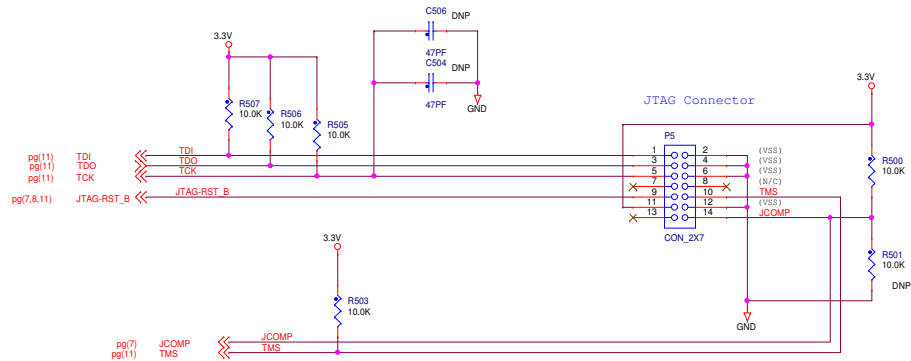 C506 DNP
47PF
C504 DNP
47PF
GND
3.3V
R507
10.0K
R506
10.0K
R505
10.0K
JTAG Connector
3.3V
P5
pg(11) TDI TDI 1 2 (VSS)
pg(11) TDO TDO 3 4 (VSS)
pg(11) TCK TCK 5 6 (VSS)
7 8 (N/C)
pg(7,8,11) JTAG-RST_B JTAG-RST_B 9 10 TMS
11 12 (VSS)
13 14 JCOMP
CON_2X7
R500
10.0K
R501
10.0K
DNP
GND
3.3V
R503
10.0K
pg(7) JCOMP JCOMP
pg(11) TMS TMS